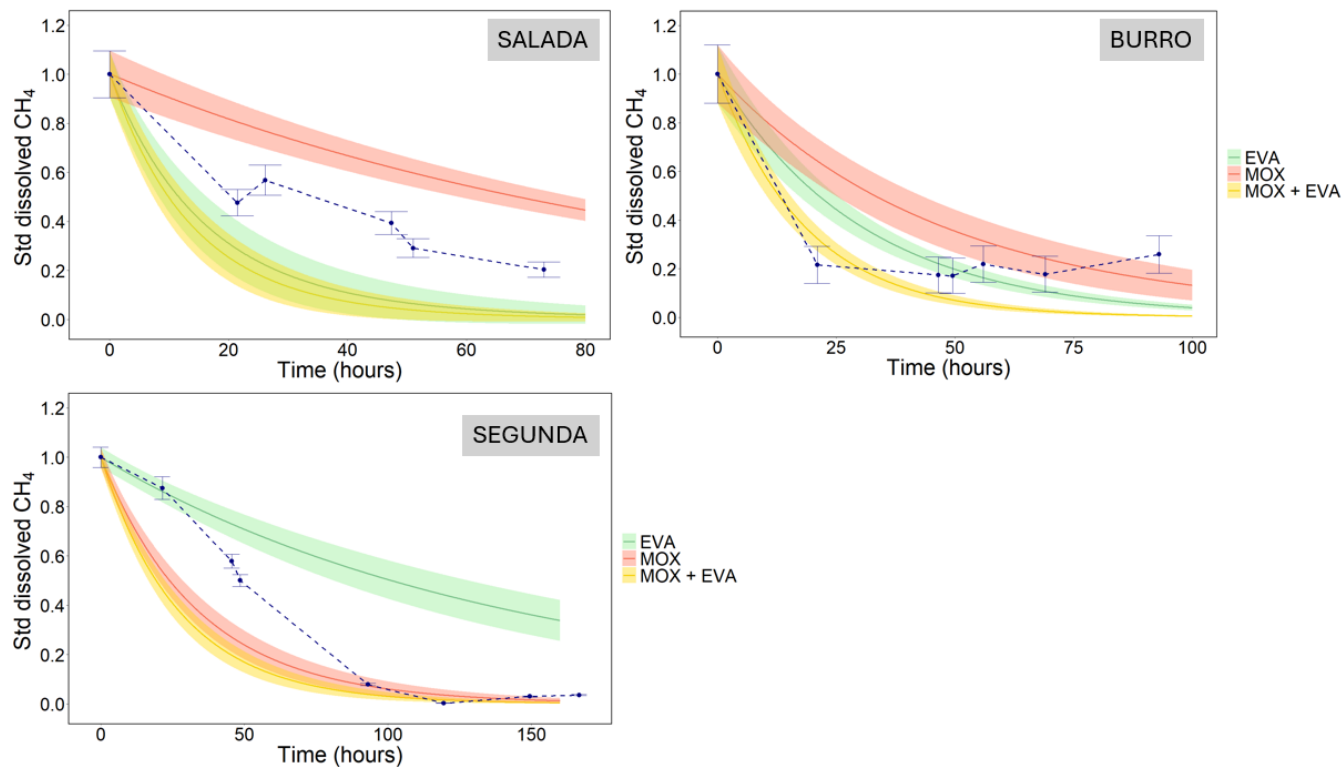 SALADA
Std dissolved CH₄
1.2
1.0
0.8
0.6
0.4
0.2
0.0
0 20 40 60 80
Time (hours)
BURRO
Std dissolved CH₄
1.2
1.0
0.8
0.6
0.4
0.2
0.0
0 25 50 75 100
Time (hours)
EVA
MOX
MOX + EVA
SEGUNDA
Std dissolved CH₄
1.2
1.0
0.8
0.6
0.4
0.2
0.0
0 50 100 150
Time (hours)
EVA
MOX
MOX + EVA